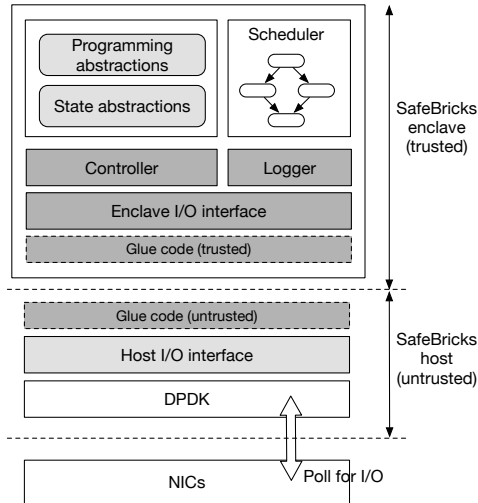 Programming
abstractions
State abstractions
Scheduler
Controller
Logger
Enclave I/O interface
Glue code (trusted)
SafeBricks
enclave
(trusted)
Glue code (untrusted)
Host I/O interface
DPDK
SafeBricks
host
(untrusted)
Poll for I/O
NICs